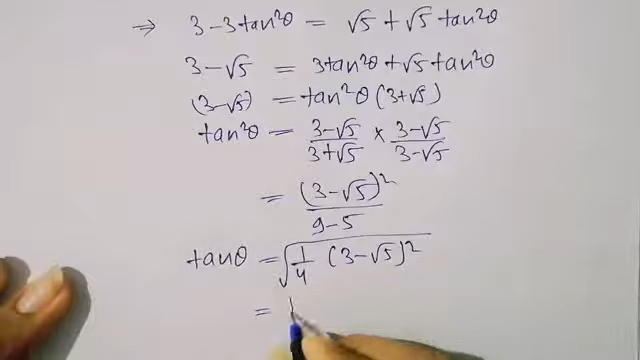 ⇒ 3-3tan²θ = √5 + √5 tan²θ
3-√5 = 3tan²θ + √5 tan²θ
(3-√5) = tan²θ (3+√5)
tan²θ = (3-√5)/(3+√5) × (3-√5)/(3-√5)
= (3-√5)²/(9-5)
tanθ = √(1/4 (3-√5)²)
=